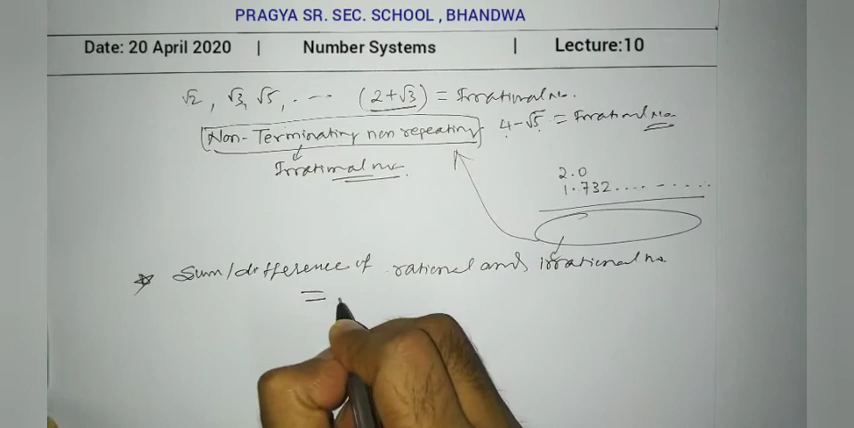 PRAGYA SR. SEC. SCHOOL , BHANDWA
Date: 20 April 2020 | Number Systems | Lecture:10
√2 , √3, √5, .. ... (2+√3) = Irrational No.
Non-Terminating non repeating 4-√5 = Irrational No.
Irrational no.
2.0
1.732.... - .....
Sum/difference of rational and irrational no.
=